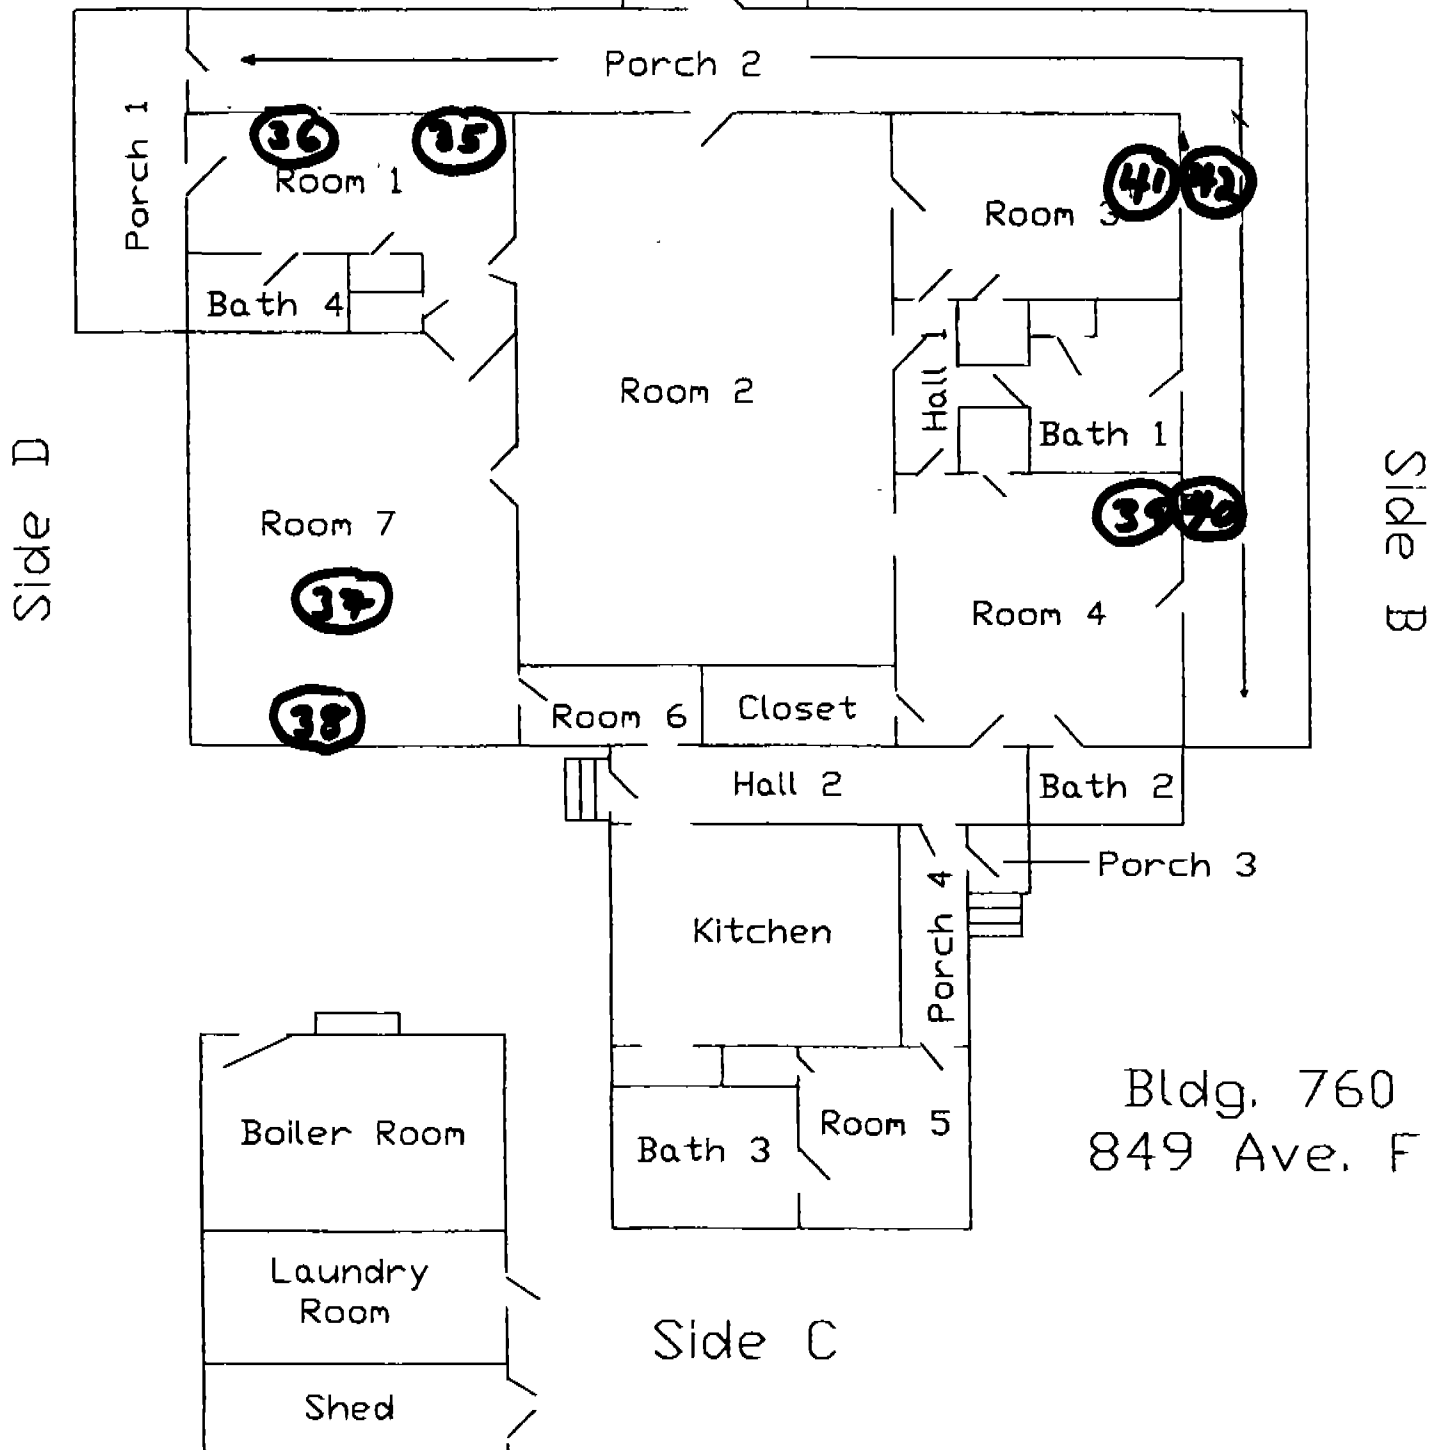 Porch 2
Porch 1
36
35
Room 1
41
42
Room 3
Bath 4
Hall 1
Room 2
Bath 1
Side D
Side B
Room 7
39
40
37
Room 4
38
Room 6
Closet
Hall 2
Bath 2
Porch 3
Porch 4
Kitchen
Bldg. 760
849 Ave. F
Boiler Room
Bath 3
Room 5
Laundry
Room
Side C
Shed